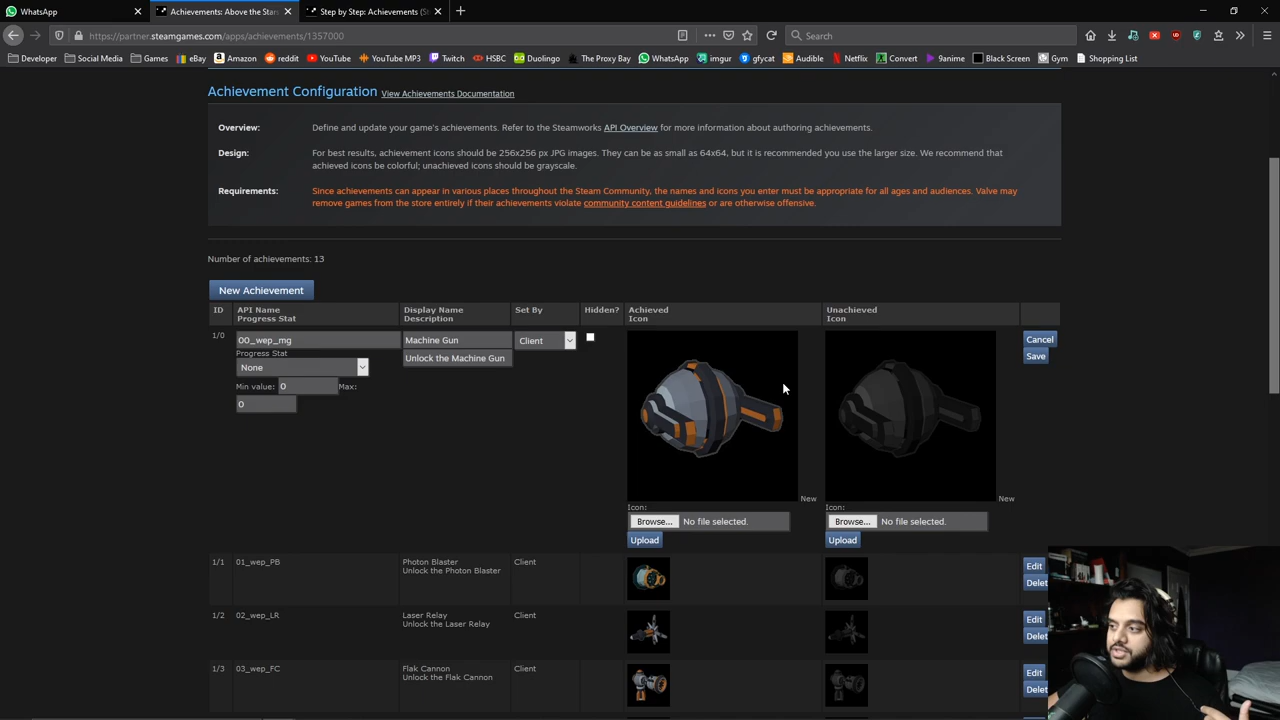 WhatsApp
Achievements: Above the Star
Step by Step: Achievements (St
https://partner.steamgames.com/apps/achievements/1357000
Search
Developer Social Media Games eBay Amazon reddit YouTube YouTube MP3 Twitch HSBC Duolingo The Proxy Bay WhatsApp imgur gfycat Audible Netflix Convert 9anime Black Screen Gym Shopping List
Achievement Configuration View Achievements Documentation
Overview: Define and update your game's achievements. Refer to the Steamworks API Overview for more information about authoring achievements.
Design: For best results, achievement icons should be 256x256 px JPG images. They can be as small as 64x64, but it is recommended you use the larger size. We recommend that
achieved icons be colorful; unachieved icons should be grayscale.
Requirements: Since achievements can appear in various places throughout the Steam Community, the names and icons you enter must be appropriate for all ages and audiences. Valve may
remove games from the store entirely if their achievements violate community content guidelines or are otherwise offensive.
Number of achievements: 13
New Achievement
ID API Name Display Name Set By Hidden? Achieved Unachieved
Progress Stat Description Icon Icon
1/0 00_wep_mg Machine Gun Client Cancel
Progress Stat Unlock the Machine Gun Save
None
Min value: 0 Max:
0
New New
Icon: Icon:
Browse... No file selected. Browse... No file selected.
Upload Upload
1/1 01_wep_PB Photon Blaster Client Edit
Unlock the Photon Blaster Delet
1/2 02_wep_LR Laser Relay Client Edit
Unlock the Laser Relay Delet
1/3 03_wep_FC Flak Cannon Client Edit
Unlock the Flak Cannon Delet